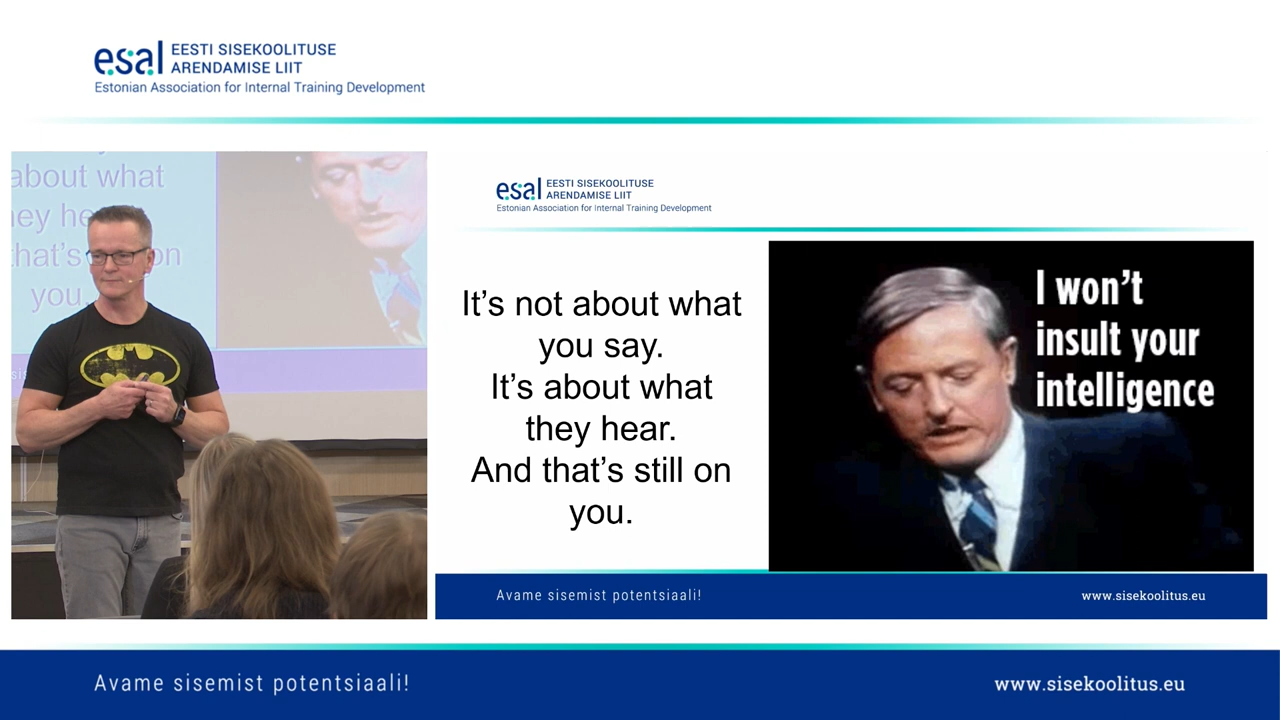 esal EESTI SISEKOOLITUSE
ARENDAMISE LIIT
Estonian Association for Internal Training Development
about what
hey he
that's on
you.
esal EESTI SISEKOOLITUSE
ARENDAMISE LIIT
Estonian Association for Internal Training Development
It's not about what
you say.
It's about what
they hear.
And that's still on
you.
I won't
insult your
intelligence
Avame sisemist potentsiaali!
www.sisekoolitus.eu
Avame sisemist potentsiaali!
www.sisekoolitus.eu